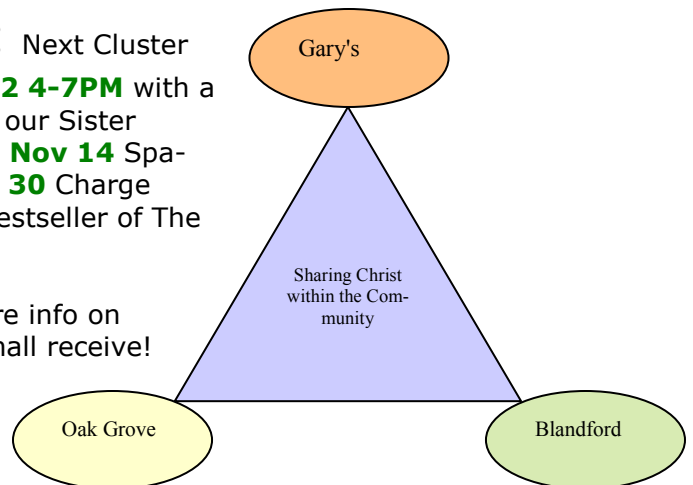 Next Cluster
2 4-7PM with a
our Sister
Nov 14 Spa-
30 Charge
estseller of The
re info on
hall receive!
Gary's
Sharing Christ
within the Com-
munity
Oak Grove
Blandford